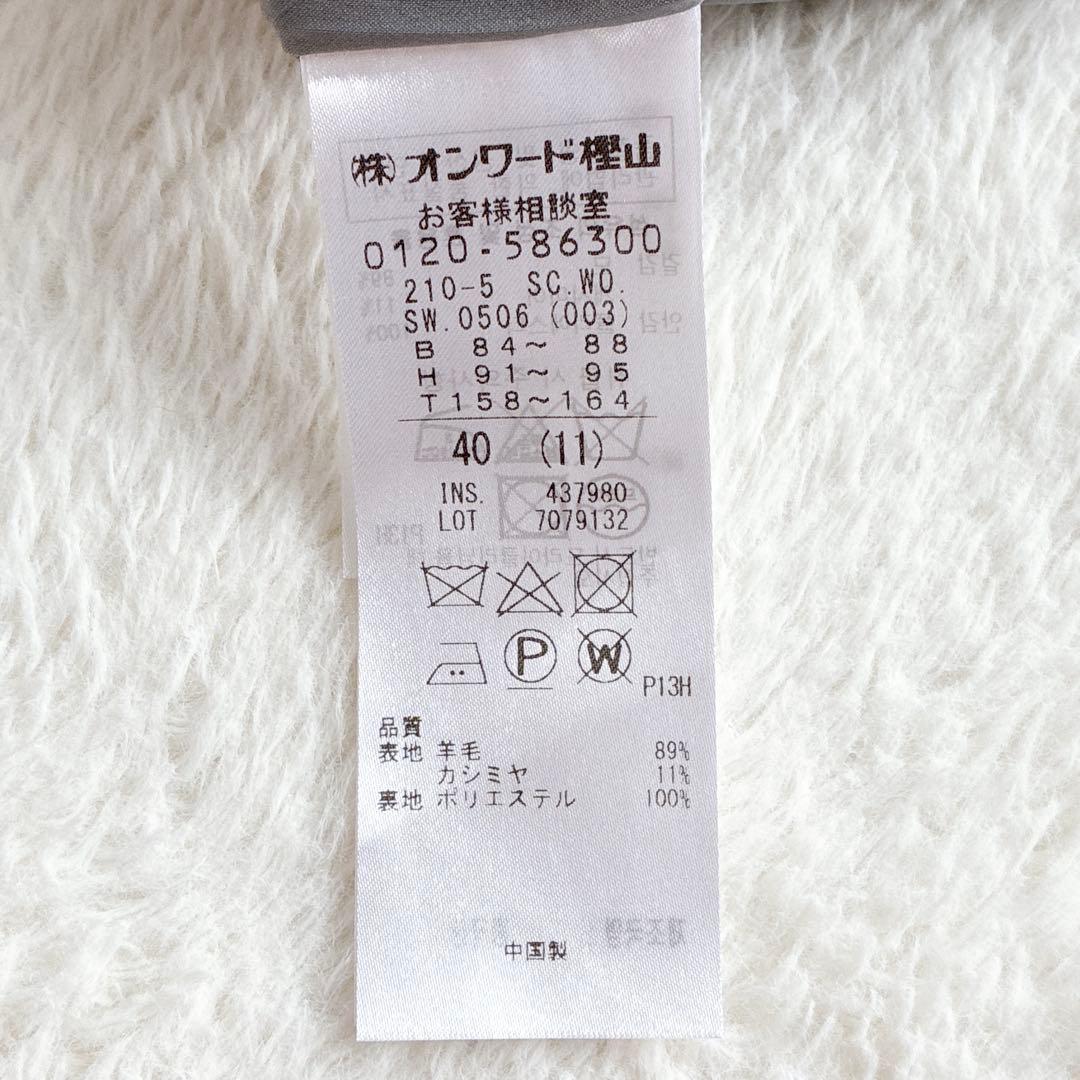 (株)オンワード樫山
お客様相談室
0120-586300
210-5 SC.WO.
SW.0506(003)
B 84~ 88
H 91~ 95
T158~164
40 (11)
INS. 437980
LOT 7079132
P W
P13H
品質
表地 羊毛 89%
カシミヤ 11%
裏地 ポリエステル 100%
中国製